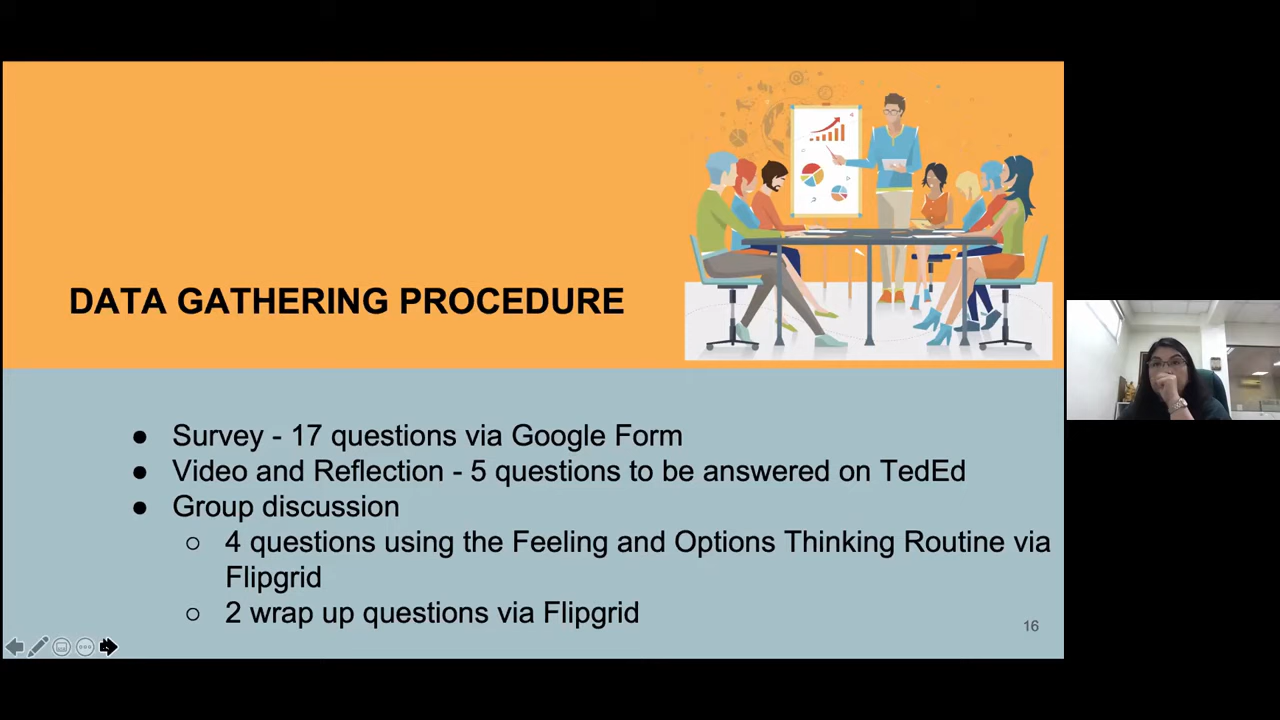 DATA GATHERING PROCEDURE
● Survey - 17 questions via Google Form
● Video and Reflection - 5 questions to be answered on TedEd
● Group discussion
○ 4 questions using the Feeling and Options Thinking Routine via
Flipgrid
○ 2 wrap up questions via Flipgrid
16